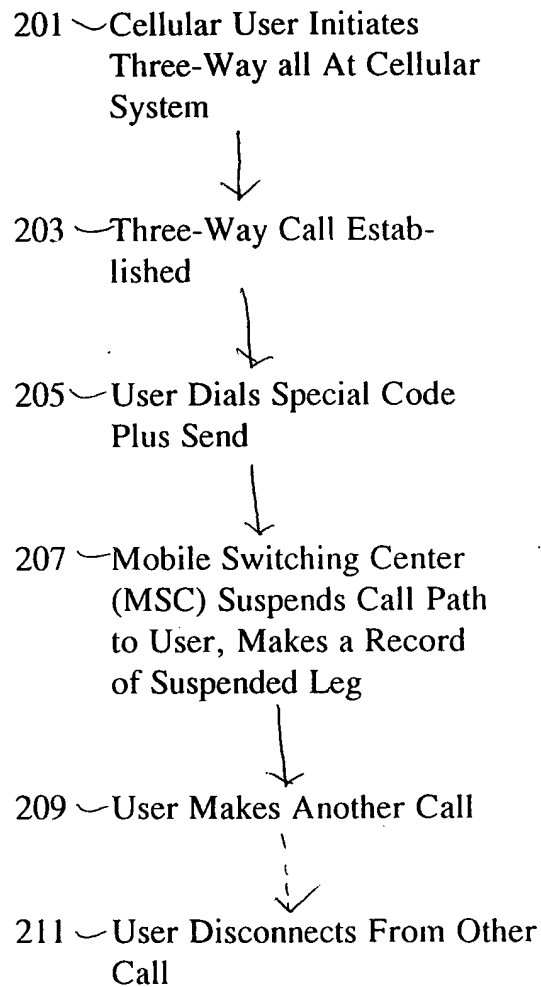 201 Cellular User Initiates
Three-Way all At Cellular
System
203 Three-Way Call Estab-
lished
205 User Dials Special Code
Plus Send
207 Mobile Switching Center
(MSC) Suspends Call Path
to User, Makes a Record
of Suspended Leg
209 User Makes Another Call
211 User Disconnects From Other
Call